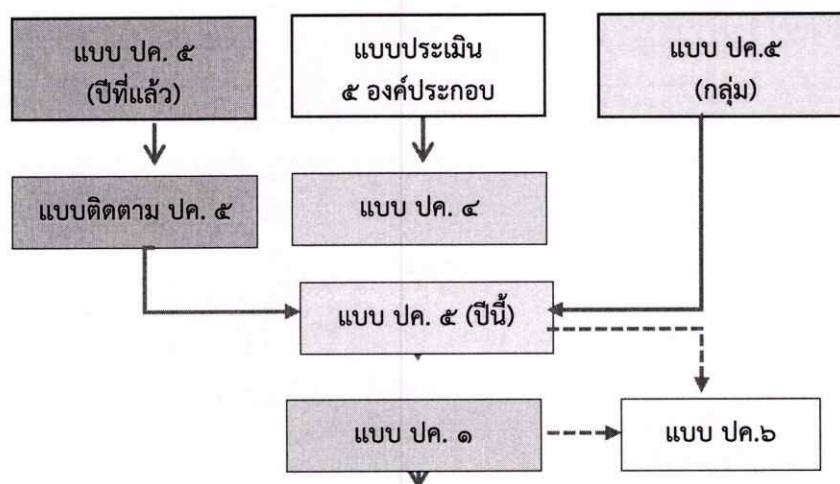 แบบ ปค. ๕
(ปีที่แล้ว)
แบบประเมิน
๕ องค์ประกอบ
แบบ ปค.๕
(กลุ่ม)
แบบติดตาม ปค. ๕
แบบ ปค. ๔
แบบ ปค. ๕ (ปีนี้)
แบบ ปค. ๑
แบบ ปค.๖